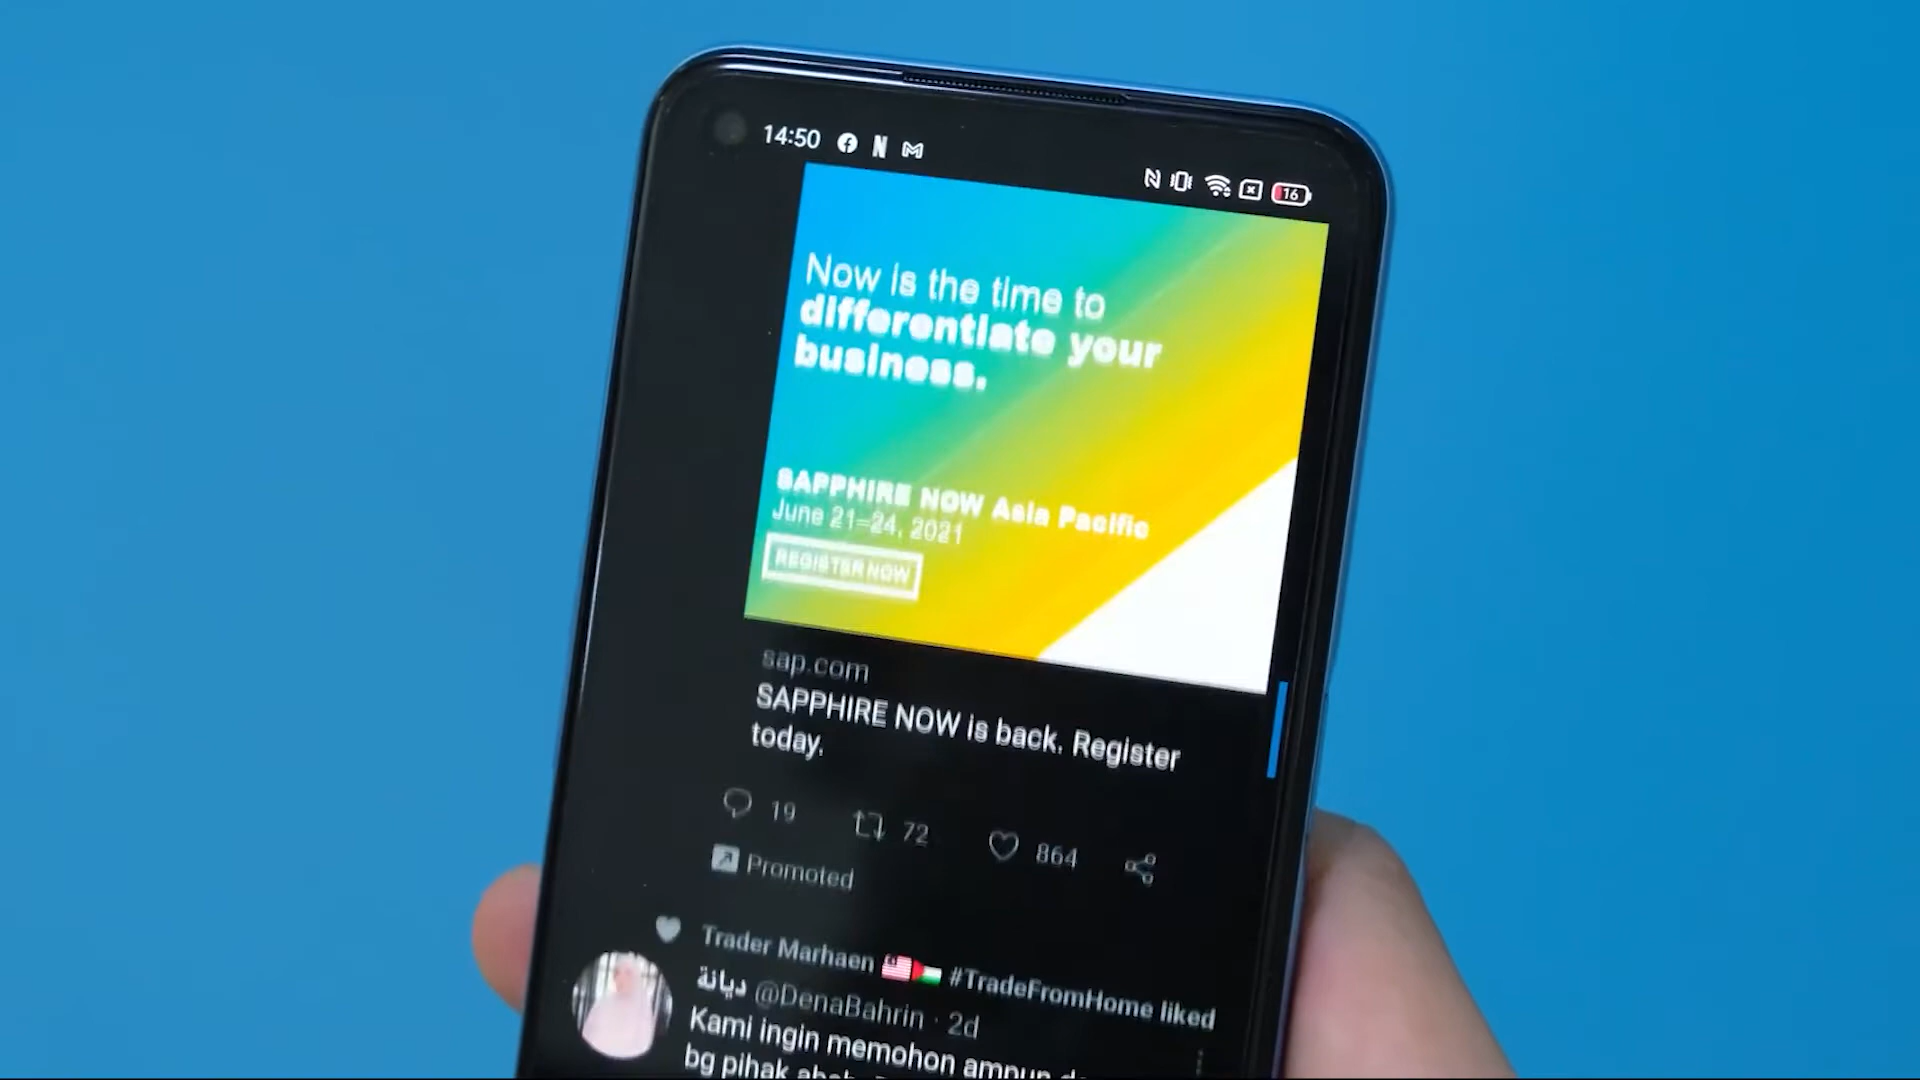 14:50
16
Now is the time to
differentiate your
business.
SAPPHIRE NOW Asia Pacific
June 21-24, 2021
REGISTER NOW
sap.com
SAPPHIRE NOW is back. Register
today.
19 72 864
Promoted
Trader Marhaen 🇲🇾🇵🇸 #TradeFromHome liked
ديانة @DenaBahrin · 2d
Kami ingin memohon ampun
bg pihak